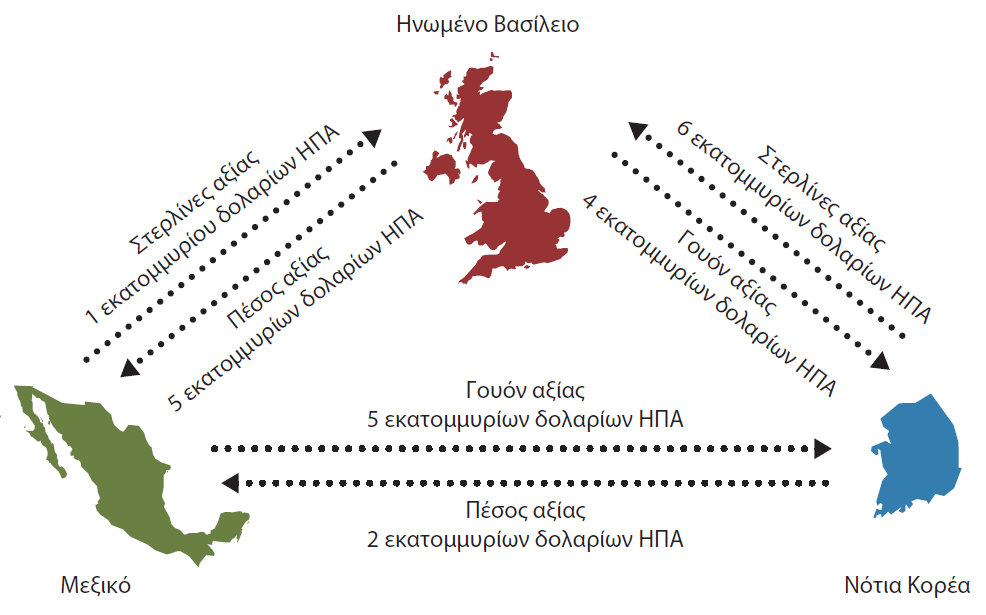 Ηνωμένο Βασίλειο
Στερλίνες αξίας
1 εκατομμυρίου δολαρίων ΗΠΑ
Πέσος αξίας
5 εκατομμυρίων δολαρίων ΗΠΑ
Στερλίνες αξίας
6 εκατομμυρίων δολαρίων ΗΠΑ
Γουόν αξίας
4 εκατομμυρίων δολαρίων ΗΠΑ
Γουόν αξίας
5 εκατομμυρίων δολαρίων ΗΠΑ
Πέσος αξίας
2 εκατομμυρίων δολαρίων ΗΠΑ
Μεξικό
Νότια Κορέα